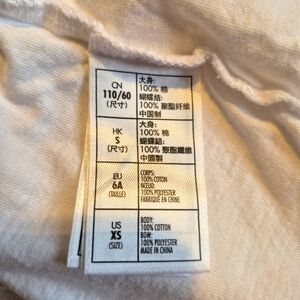 CN
110/60
(尺寸)
大身:
100% 棉
蝴蝶结:
100% 聚酯纤维
中国制
HK
S
(尺寸)
大身:
100% 棉
蝴蝶結:
100% 聚酯纖維
中國製
EU
6A
(TAILLE)
CORPS:
100% COTON
NŒUD:
100% POLYESTER
FABRIQUÉ EN CHINE
US
XS
(SIZE)
BODY:
100% COTTON
BOW:
100% POLYESTER
MADE IN CHINA